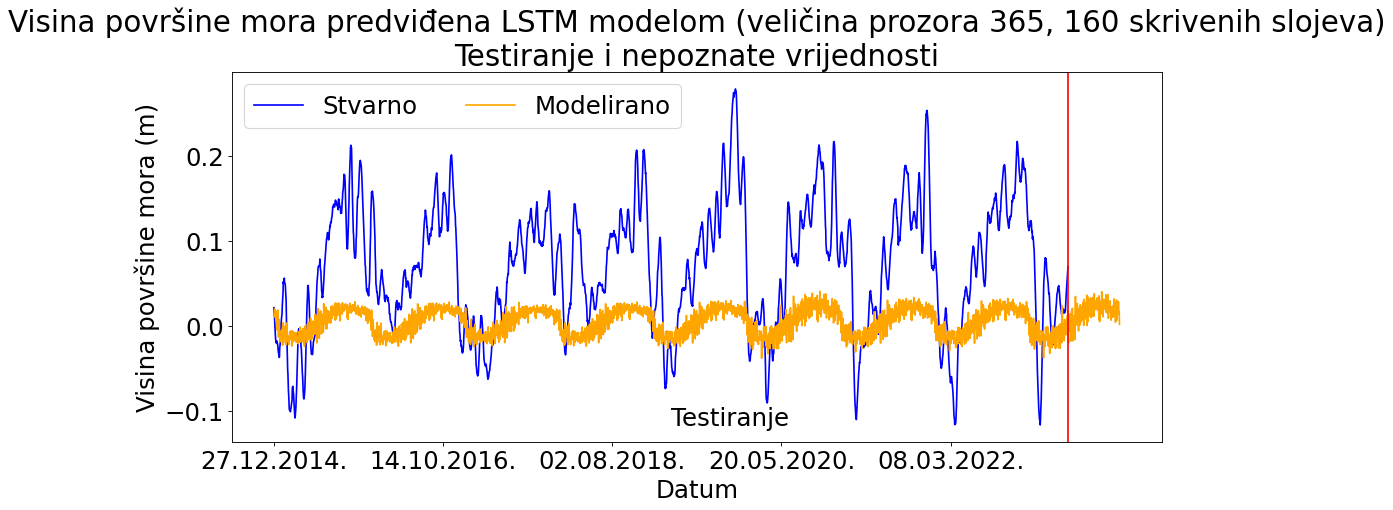 Visina površine mora predviđena LSTM modelom (veličina prozora 365, 160 skrivenih slojeva)
Testiranje i nepoznate vrijednosti
Stvarno
Modelirano
Visina površine mora (m)
0.2
0.1
0.0
−0.1
Testiranje
27.12.2014.
14.10.2016.
02.08.2018.
20.05.2020.
08.03.2022.
Datum